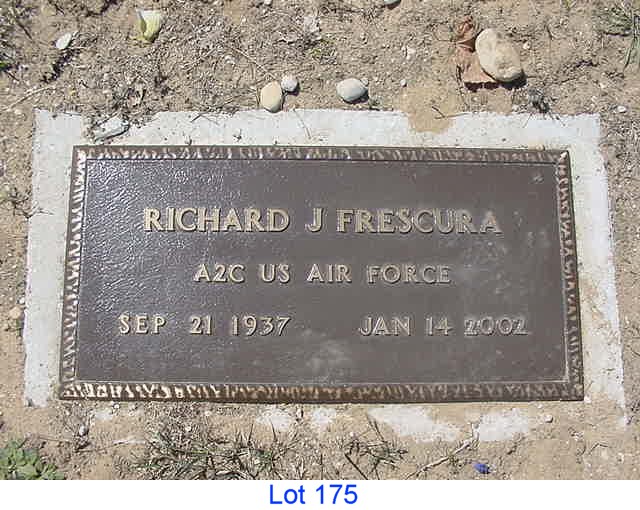 RICHARD J FRESCURA
A2C US AIR FORCE
SEP 21 1937 JAN 14 2002
Lot 175